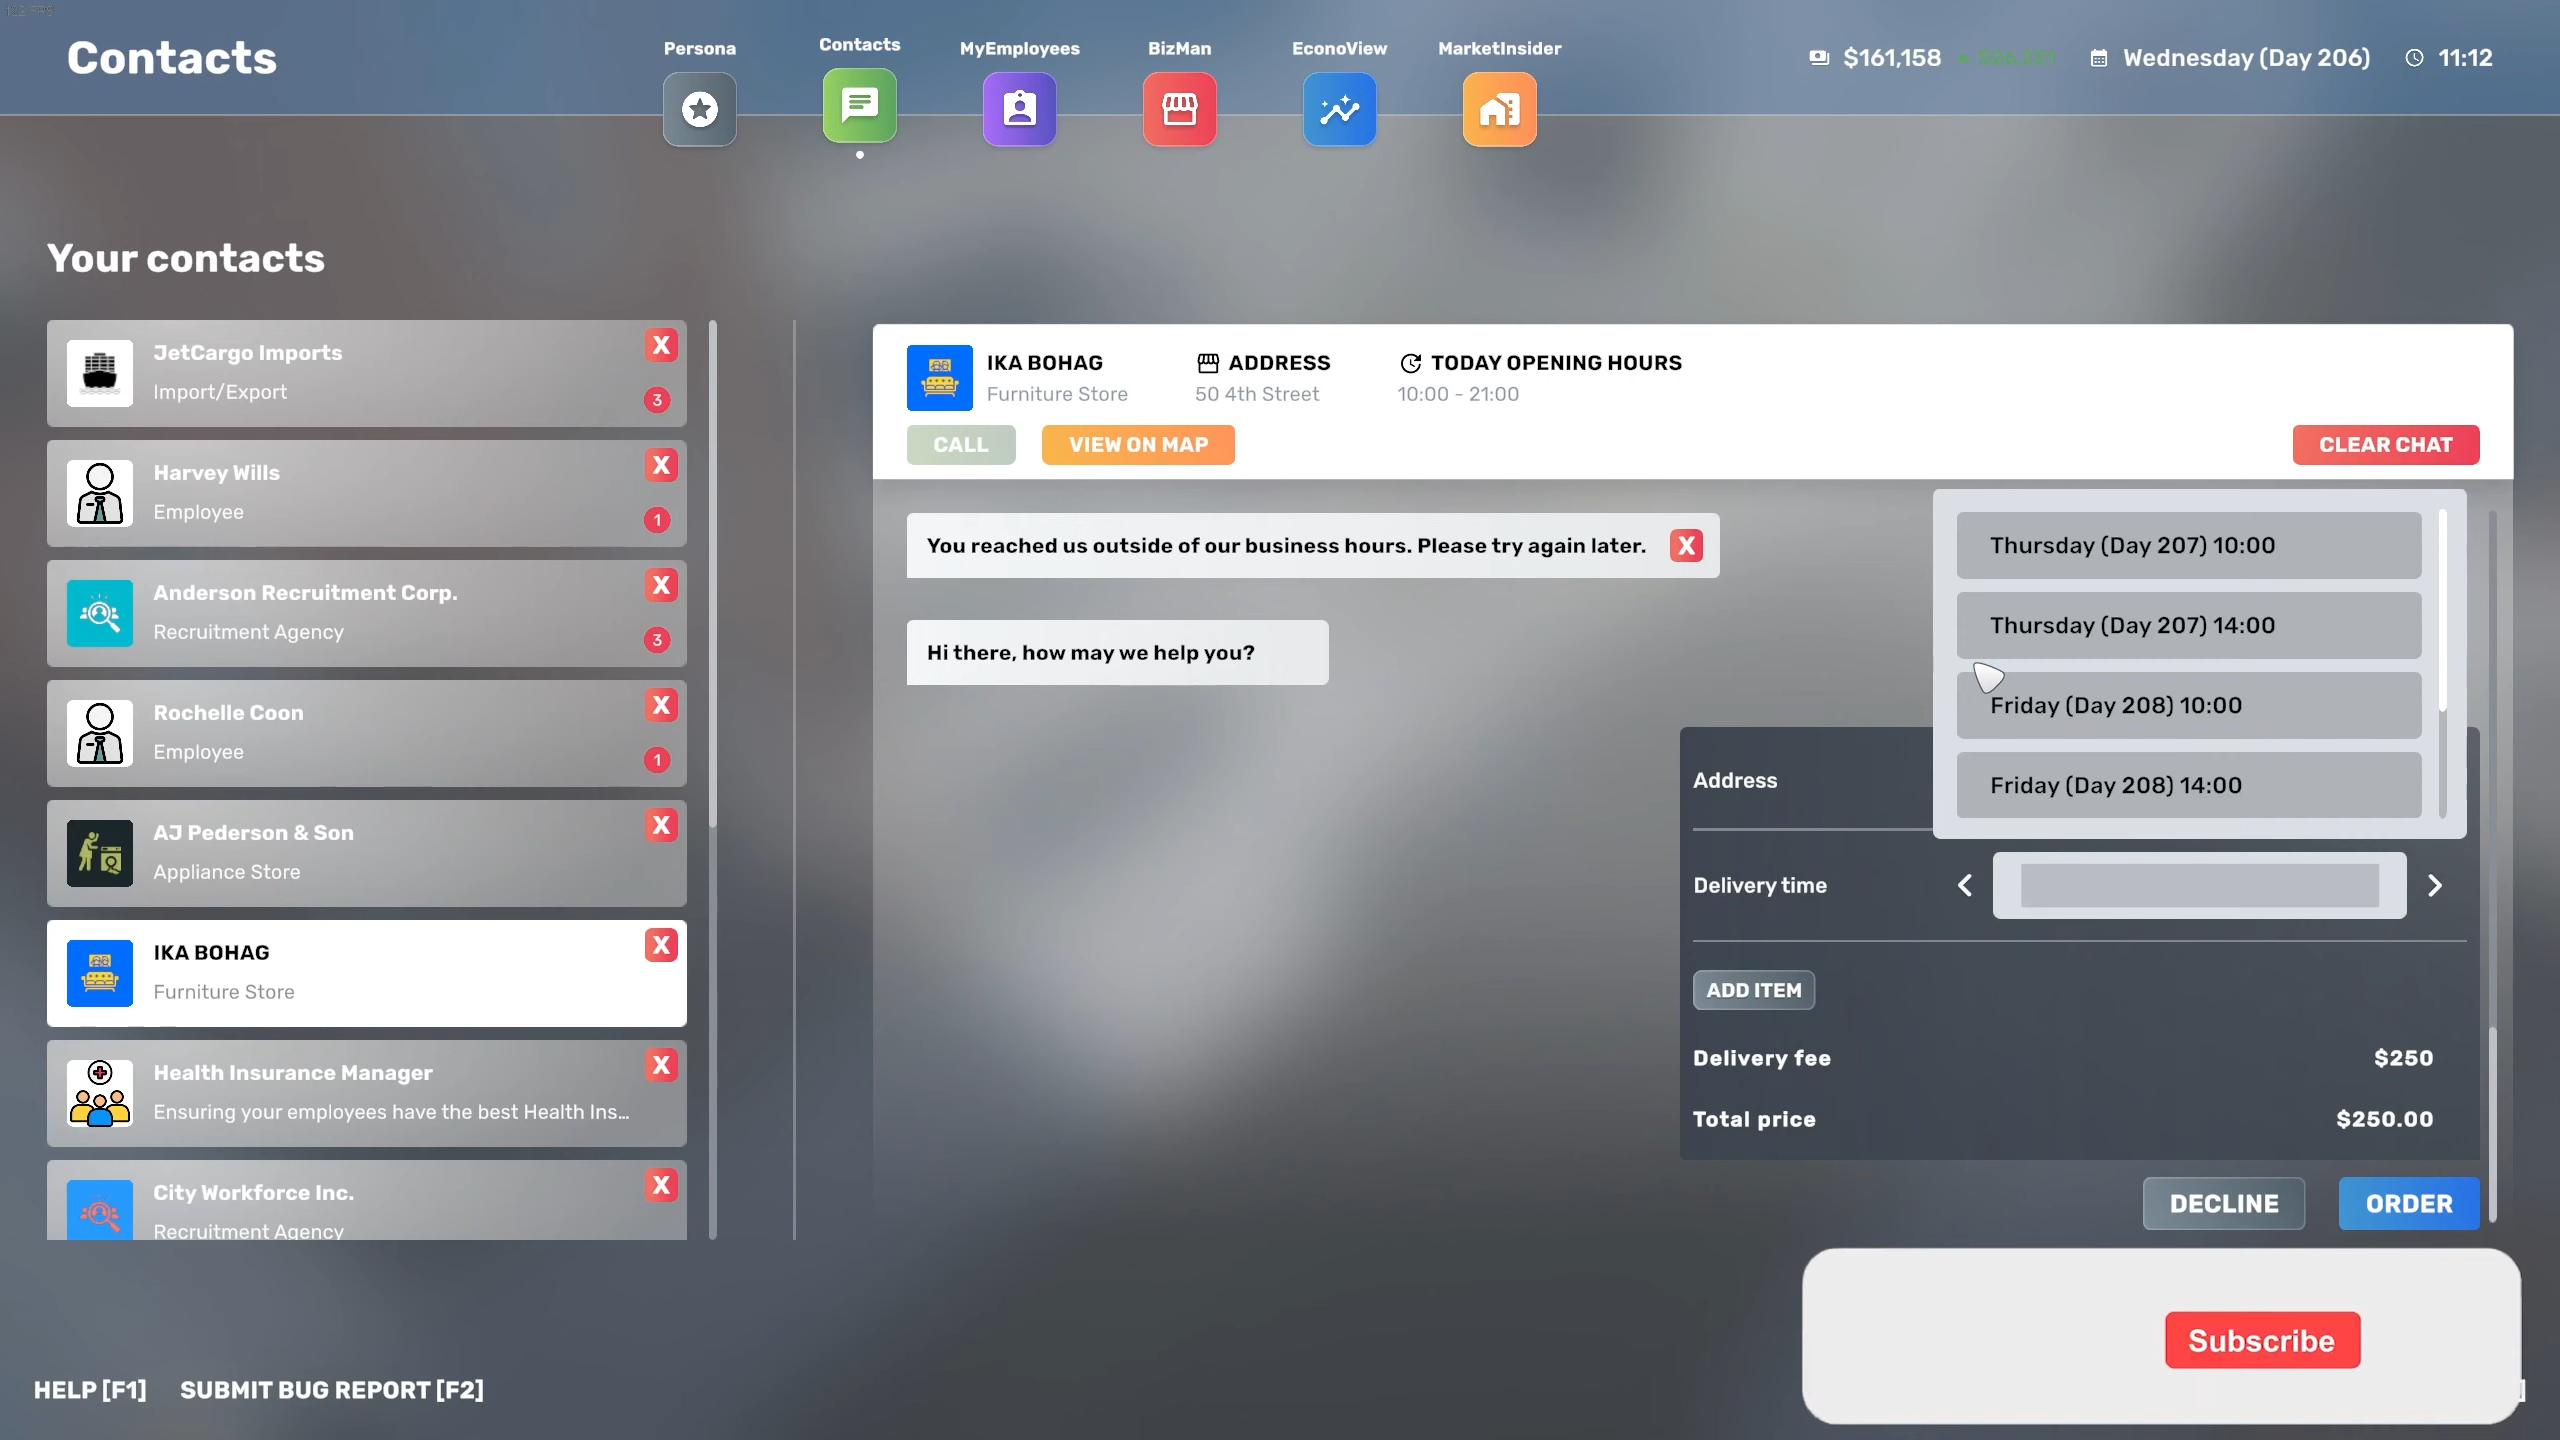 Contacts
Persona
Contacts
MyEmployees
BizMan
EconoView
MarketInsider
$161,158
Wednesday (Day 206)
11:12
Your contacts
JetCargo Imports
Import/Export
X
3
Harvey Wills
Employee
X
1
Anderson Recruitment Corp.
Recruitment Agency
X
3
Rochelle Coon
Employee
X
1
AJ Pederson & Son
Appliance Store
X
IKA BOHAG
Furniture Store
X
Health Insurance Manager
Ensuring your employees have the best Health Ins...
X
City Workforce Inc.
Recruitment Agency
X
IKA BOHAG
Furniture Store
ADDRESS
50 4th Street
TODAY OPENING HOURS
10:00 - 21:00
CALL
VIEW ON MAP
CLEAR CHAT
You reached us outside of our business hours. Please try again later.
X
Hi there, how may we help you?
Thursday (Day 207) 10:00
Thursday (Day 207) 14:00
Friday (Day 208) 10:00
Friday (Day 208) 14:00
Address
Delivery time
ADD ITEM
Delivery fee
$250
Total price
$250.00
DECLINE
ORDER
Subscribe
HELP [F1]
SUBMIT BUG REPORT [F2]